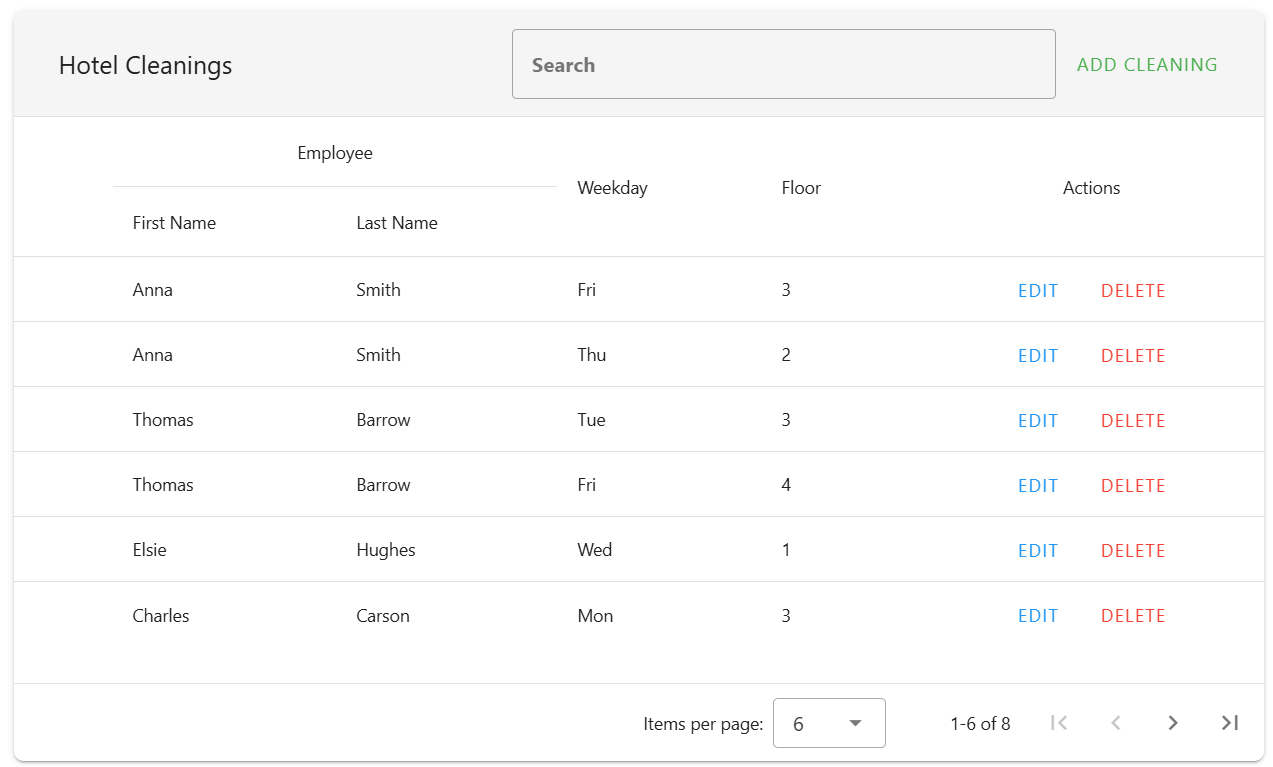 Hotel Cleanings Search ADD CLEANING
Employee
Weekday Floor Actions
First Name Last Name
Anna Smith Fri 3 EDIT DELETE
Anna Smith Thu 2 EDIT DELETE
Thomas Barrow Tue 3 EDIT DELETE
Thomas Barrow Fri 4 EDIT DELETE
Elsie Hughes Wed 1 EDIT DELETE
Charles Carson Mon 3 EDIT DELETE
Items per page: 6 1-6 of 8